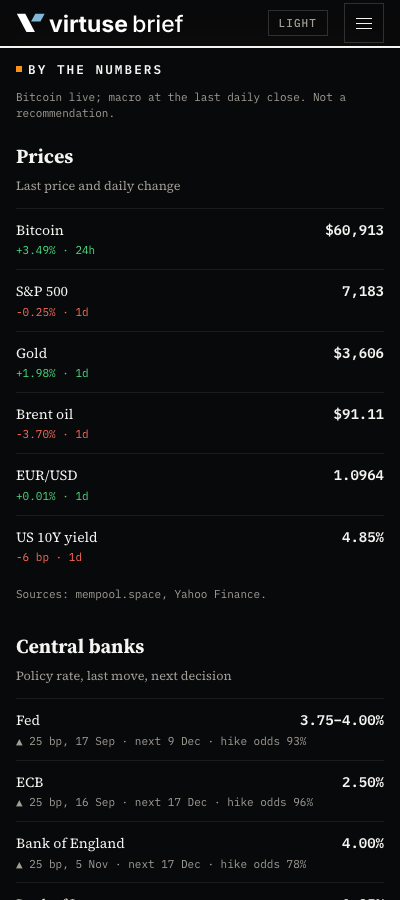 virtuse brief
LIGHT
BY THE NUMBERS
Bitcoin live; macro at the last daily close. Not a
recommendation.
Prices
Last price and daily change
Bitcoin $60,913
+3.49% · 24h
S&P 500 7,183
-0.25% · 1d
Gold $3,606
+1.98% · 1d
Brent oil $91.11
-3.70% · 1d
EUR/USD 1.0964
+0.01% · 1d
US 10Y yield 4.85%
-6 bp · 1d
Sources: mempool.space, Yahoo Finance.
Central banks
Policy rate, last move, next decision
Fed 3.75–4.00%
▲ 25 bp, 17 Sep · next 9 Dec · hike odds 93%
ECB 2.50%
▲ 25 bp, 16 Sep · next 17 Dec · hike odds 96%
Bank of England 4.00%
▲ 25 bp, 5 Nov · next 17 Dec · hike odds 78%